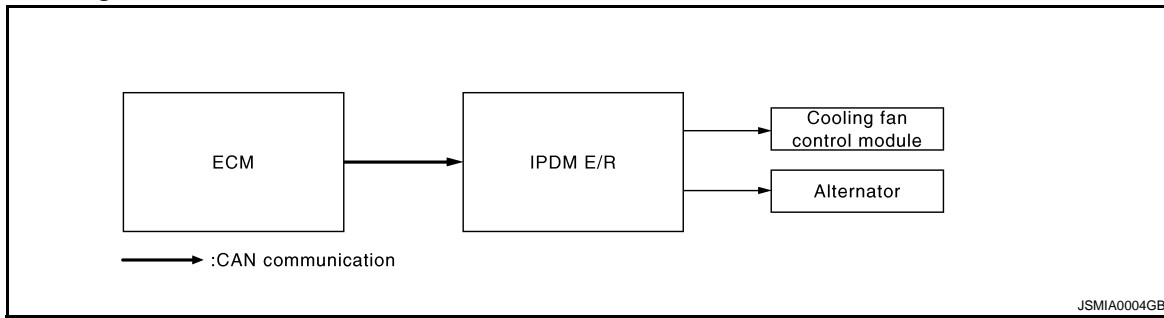 ECM
IPDM E/R
Cooling fan
control module
Alternator
:CAN communication
JSMIA0004GB